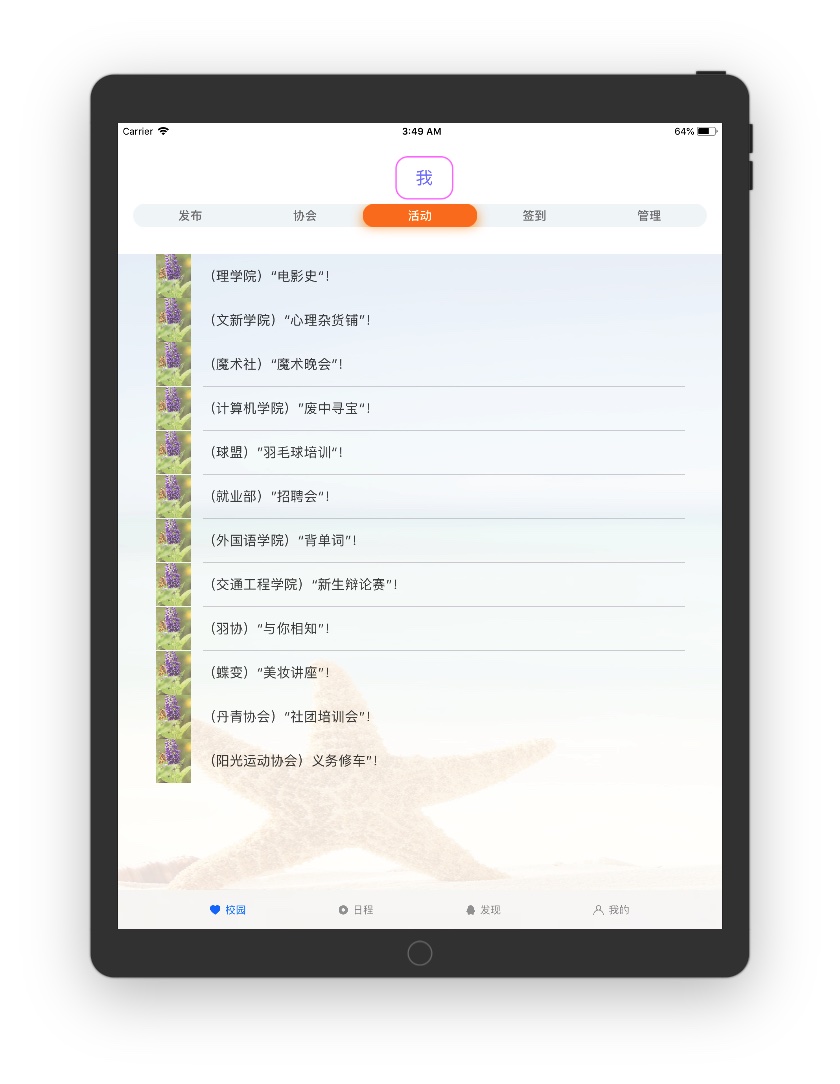 Carrier 3:49 AM 64%
我
发布 协会 活动 签到 管理
（理学院）“电影史“！
（文新学院）“心理杂货铺”！
（魔术社）“魔术晚会”！
（计算机学院）”废中寻宝“！
（球盟）“羽毛球培训“！
（就业部）”招聘会“！
（外国语学院）“背单词”！
（交通工程学院）“新生辩论赛”！
（羽协）“与你相知”！
（蝶变）“美妆讲座”！
（丹青协会）“社团培训会”！
（阳光运动协会）义务修车”！
校园 日程 发现 我的